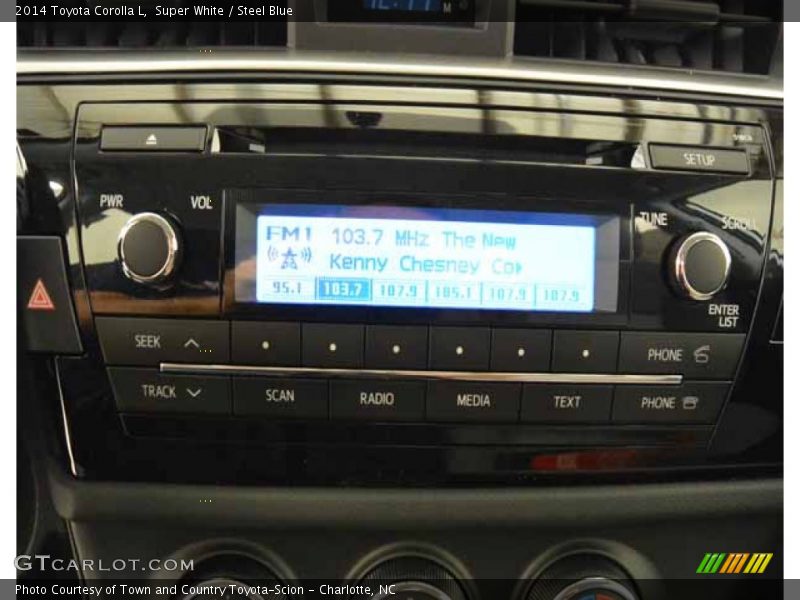 2014 Toyota Corolla L,  Super White / Steel Blue
SETUP
PWR VOL
TUNE SCROLL
FM1 103.7 MHz The New
Kenny Chesney Co
95.1 103.7 107.9 105.1 107.9 107.9
ENTER
LIST
SEEK
PHONE
TRACK SCAN RADIO MEDIA TEXT PHONE
GTCARLOT.COM
Photo Courtesy of Town and Country Toyota-Scion - Charlotte, NC